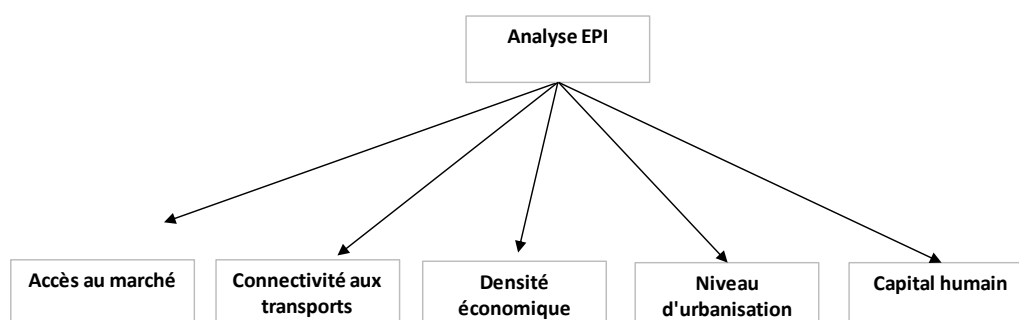 Analyse EPI
Accès au marché
Connectivité aux
transports
Densité
économique
Niveau
d'urbanisation
Capital humain